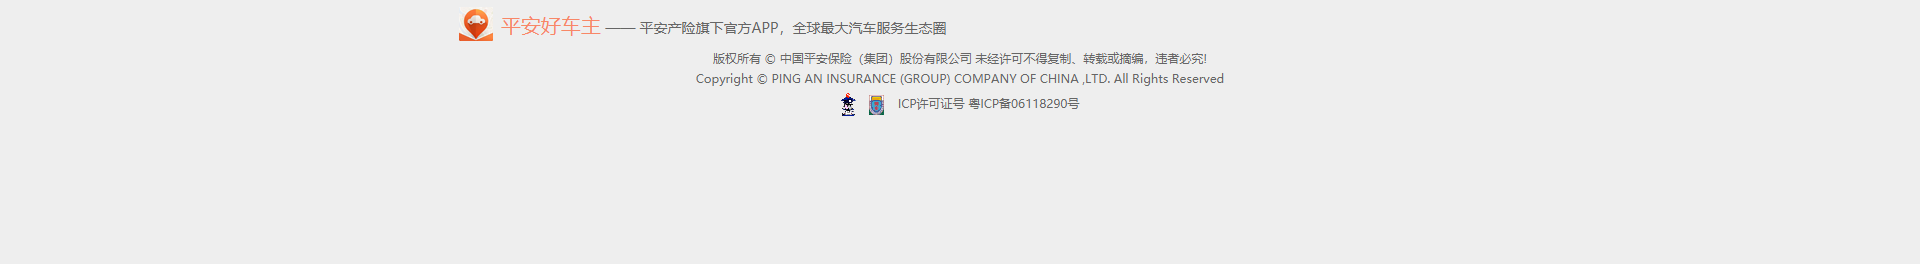 平安好车主 —— 平安产险旗下官方APP，全球最大汽车服务生态圈
版权所有 © 中国平安保险（集团）股份有限公司 未经许可不得复制、转载或摘编，违者必究!
Copyright © PING AN INSURANCE (GROUP) COMPANY OF CHINA ,LTD. All Rights Reserved
ICP许可证号 粤ICP备06118290号